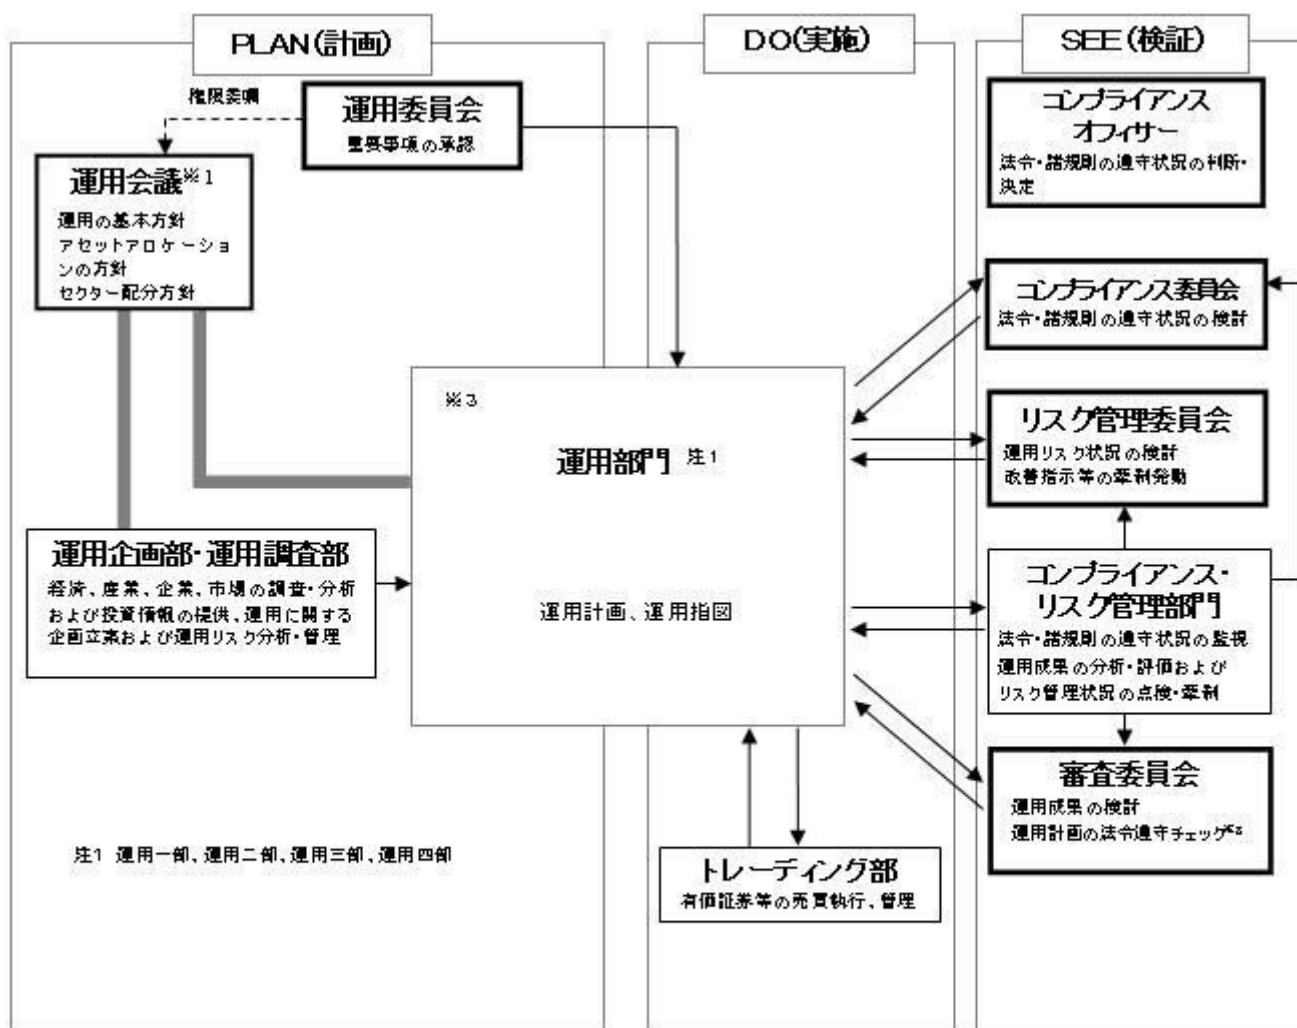 PLAN(計画)
権限委嘱
運用委員会
重要事項の承認
運用会議※1
運用の基本方針
アセットアロケーショ
ンの方針
セクター配分方針
運用企画部・運用調査部
経済、産業、企業、市場の調査・分析
および投資情報の提供、運用に関する
企画立案および運用リスク分析・管理
注1 運用一部、運用二部、運用三部、運用四部
DO(実施)
※3
運用部門 注1
運用計画、運用指図
トレーディング部
有価証券等の売買執行、管理
SEE(検証)
コンプライアンス
オフィサー
法令・諸規則の遵守状況の判断・
決定
コンプライアンス委員会
法令・諸規則の遵守状況の検討
リスク管理委員会
運用リスク状況の検討
改善指示等の牽制発動
コンプライアンス・
リスク管理部門
法令・諸規則の遵守状況の監視
運用成果の分析・評価および
リスク管理状況の点検・牽制
審査委員会
運用成果の検討
運用計画の法令遵守チェック